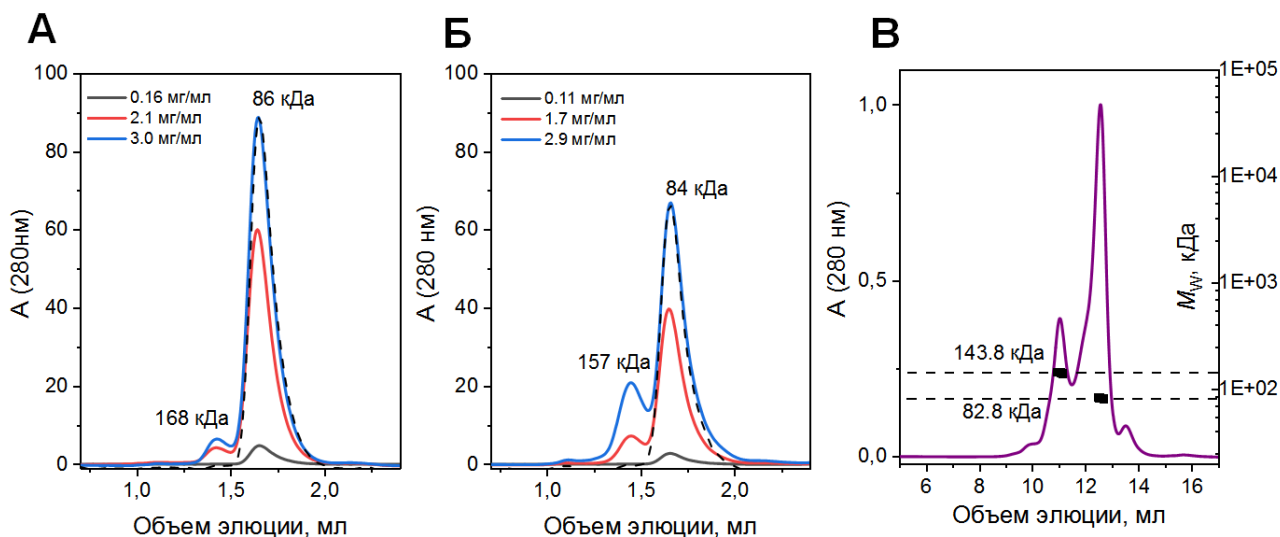 А
Б
В
100
80
60
40
20
0
A (280нм)
0.16 мг/мл
2.1 мг/мл
3.0 мг/мл
86 кДа
168 кДа
1,0
1,5
2,0
Объем элюции, мл
100
80
60
40
20
0
A (280 нм)
0.11 мг/мл
1.7 мг/мл
2.9 мг/мл
84 кДа
157 кДа
1,0
1,5
2,0
Объем элюции, мл
1,0
0,5
0,0
A (280 нм)
143.8 кДа
82.8 кДа
1E+05
1E+04
1E+03
1E+02
Mw, кДа
6
8
10
12
14
16
Объем элюции, мл